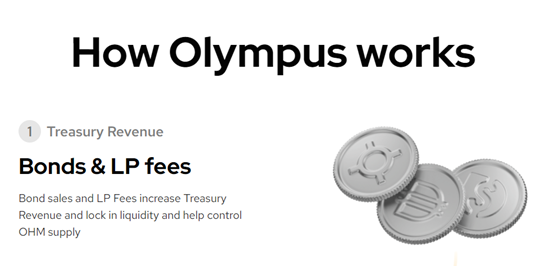 How Olympus works
1 Treasury Revenue
Bonds & LP fees
Bond sales and LP Fees increase Treasury
Revenue and lock in liquidity and help control
OHM supply